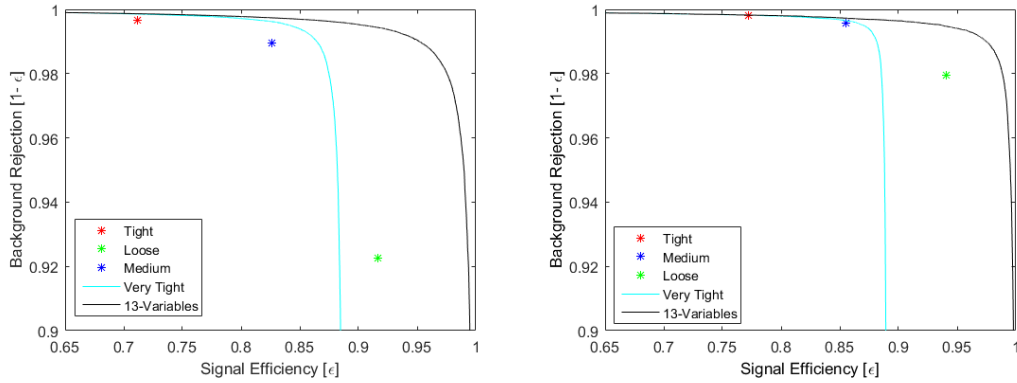 1
0.98
0.96
0.94
0.92
0.9
Background Rejection [1- ϵ]
Tight
Loose
Medium
Very Tight
13-Variables
0.65 0.7 0.75 0.8 0.85 0.9 0.95 1
Signal Efficiency [ϵ]
1
0.98
0.96
0.94
0.92
0.9
Background Rejection [1- ϵ]
Tight
Medium
Loose
Very Tight
13-Variables
0.65 0.7 0.75 0.8 0.85 0.9 0.95 1
Signal Efficiency [ϵ]